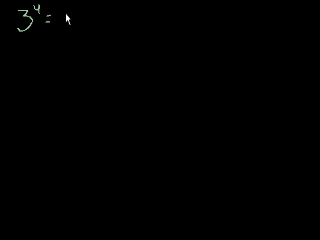 3⁴ =